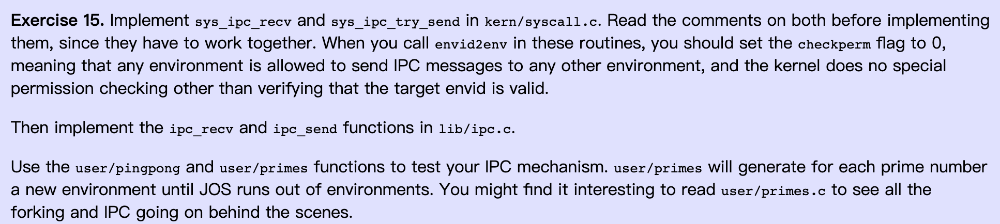 Exercise 15. Implement sys_ipc_recv and sys_ipc_try_send in kern/syscall.c. Read the comments on both before implementing
them, since they have to work together. When you call envid2env in these routines, you should set the checkperm flag to 0,
meaning that any environment is allowed to send IPC messages to any other environment, and the kernel does no special
permission checking other than verifying that the target envid is valid.
Then implement the ipc_recv and ipc_send functions in lib/ipc.c.
Use the user/pingpong and user/primes functions to test your IPC mechanism. user/primes will generate for each prime number
a new environment until JOS runs out of environments. You might find it interesting to read user/primes.c to see all the
forking and IPC going on behind the scenes.